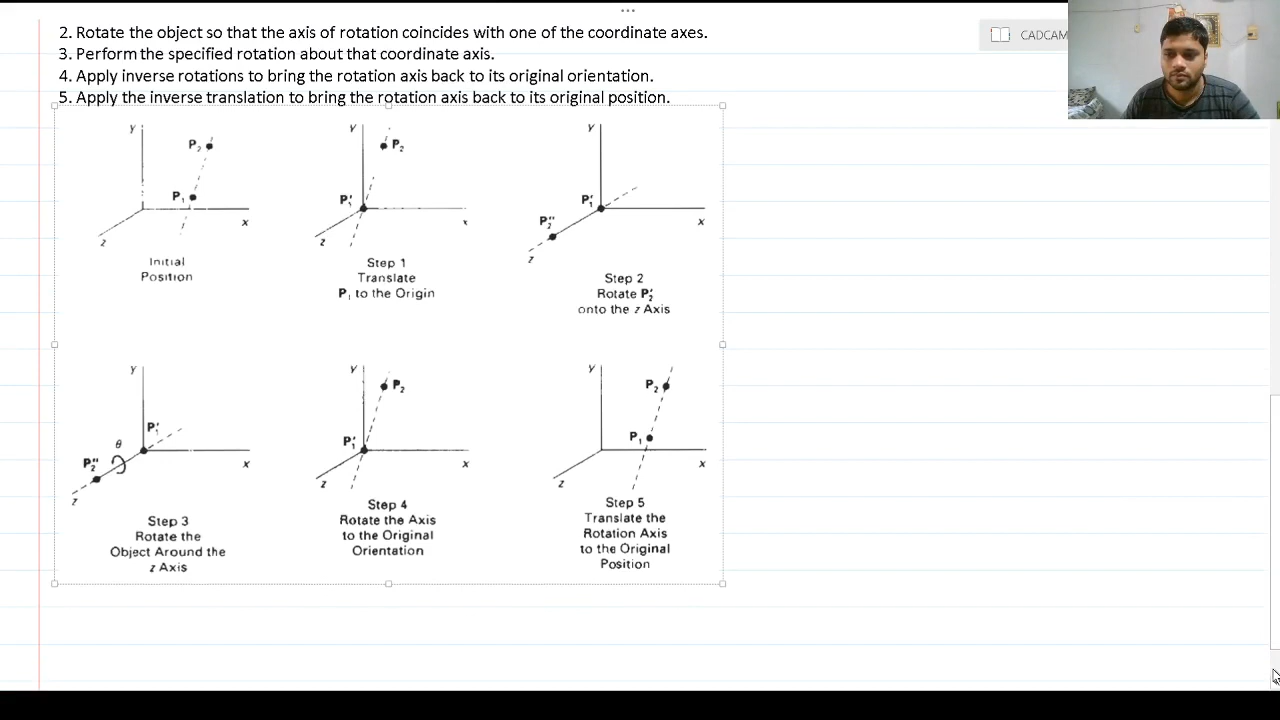 2. Rotate the object so that the axis of rotation coincides with one of the coordinate axes.
3. Perform the specified rotation about that coordinate axis.
4. Apply inverse rotations to bring the rotation axis back to its original orientation.
5. Apply the inverse translation to bring the rotation axis back to its original position.
CADCAM
y
P₂
P₁
x
z
Initial
Position
y
P₂
P₁'
x
z
Step 1
Translate
P₁ to the Origin
y
P₁'
P₂''
x
z
Step 2
Rotate P₂'
onto the z Axis
y
P₁'
θ
P₂''
x
z
Step 3
Rotate the
Object Around the
z Axis
y
P₂
P₁'
x
z
Step 4
Rotate the Axis
to the Original
Orientation
y
P₂
P₁
x
z
Step 5
Translate the
Rotation Axis
to the Original
Position